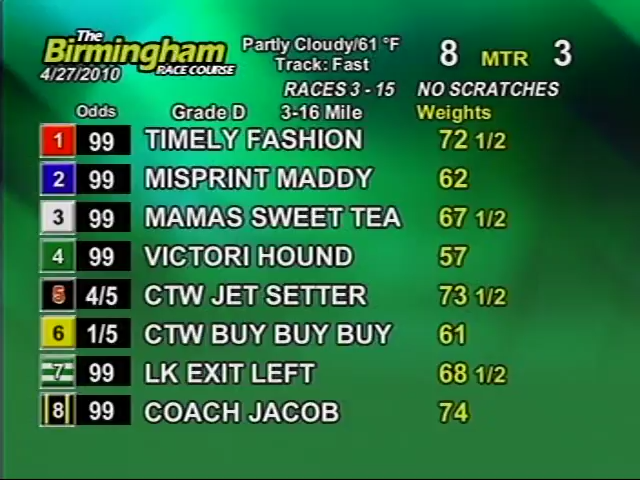 The
Birmingham
RACE COURSE
4/27/2010
Partly Cloudy/61 °F
Track: Fast
8 MTR 3
RACES 3 - 15 NO SCRATCHES
Odds Grade D 3-16 Mile Weights
1 99 TIMELY FASHION 72 1/2
2 99 MISPRINT MADDY 62
3 99 MAMAS SWEET TEA 67 1/2
4 99 VICTORI HOUND 57
5 4/5 CTW JET SETTER 73 1/2
6 1/5 CTW BUY BUY BUY 61
7 99 LK EXIT LEFT 68 1/2
8 99 COACH JACOB 74